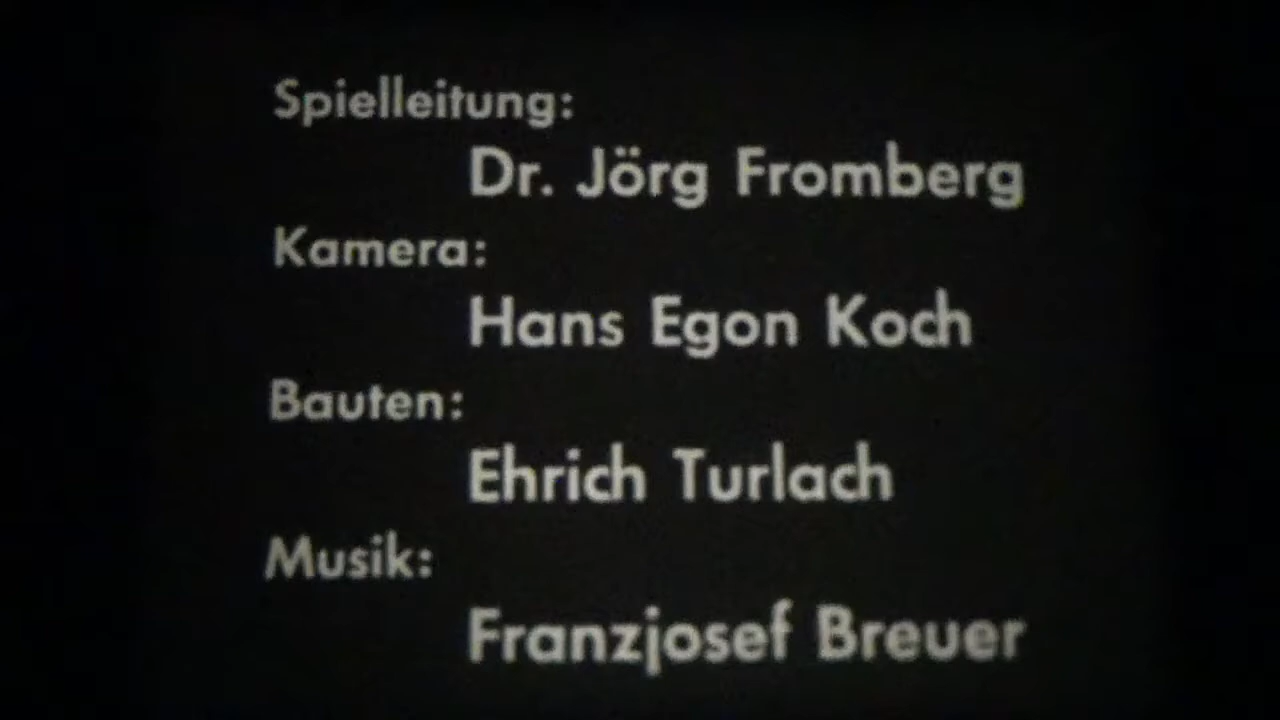 Spielleitung:
Dr. Jörg Fromberg
Kamera:
Hans Egon Koch
Bauten:
Ehrich Turlach
Musik:
Franzjosef Breuer